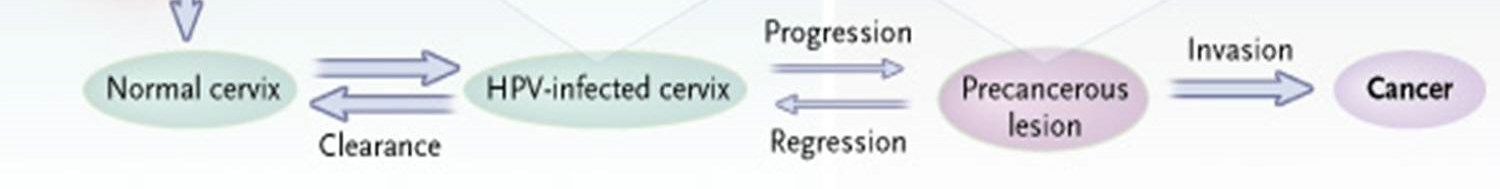 Progression
Invasion
Normal cervix
HPV-infected cervix
Precancerous
lesion
Cancer
Clearance
Regression